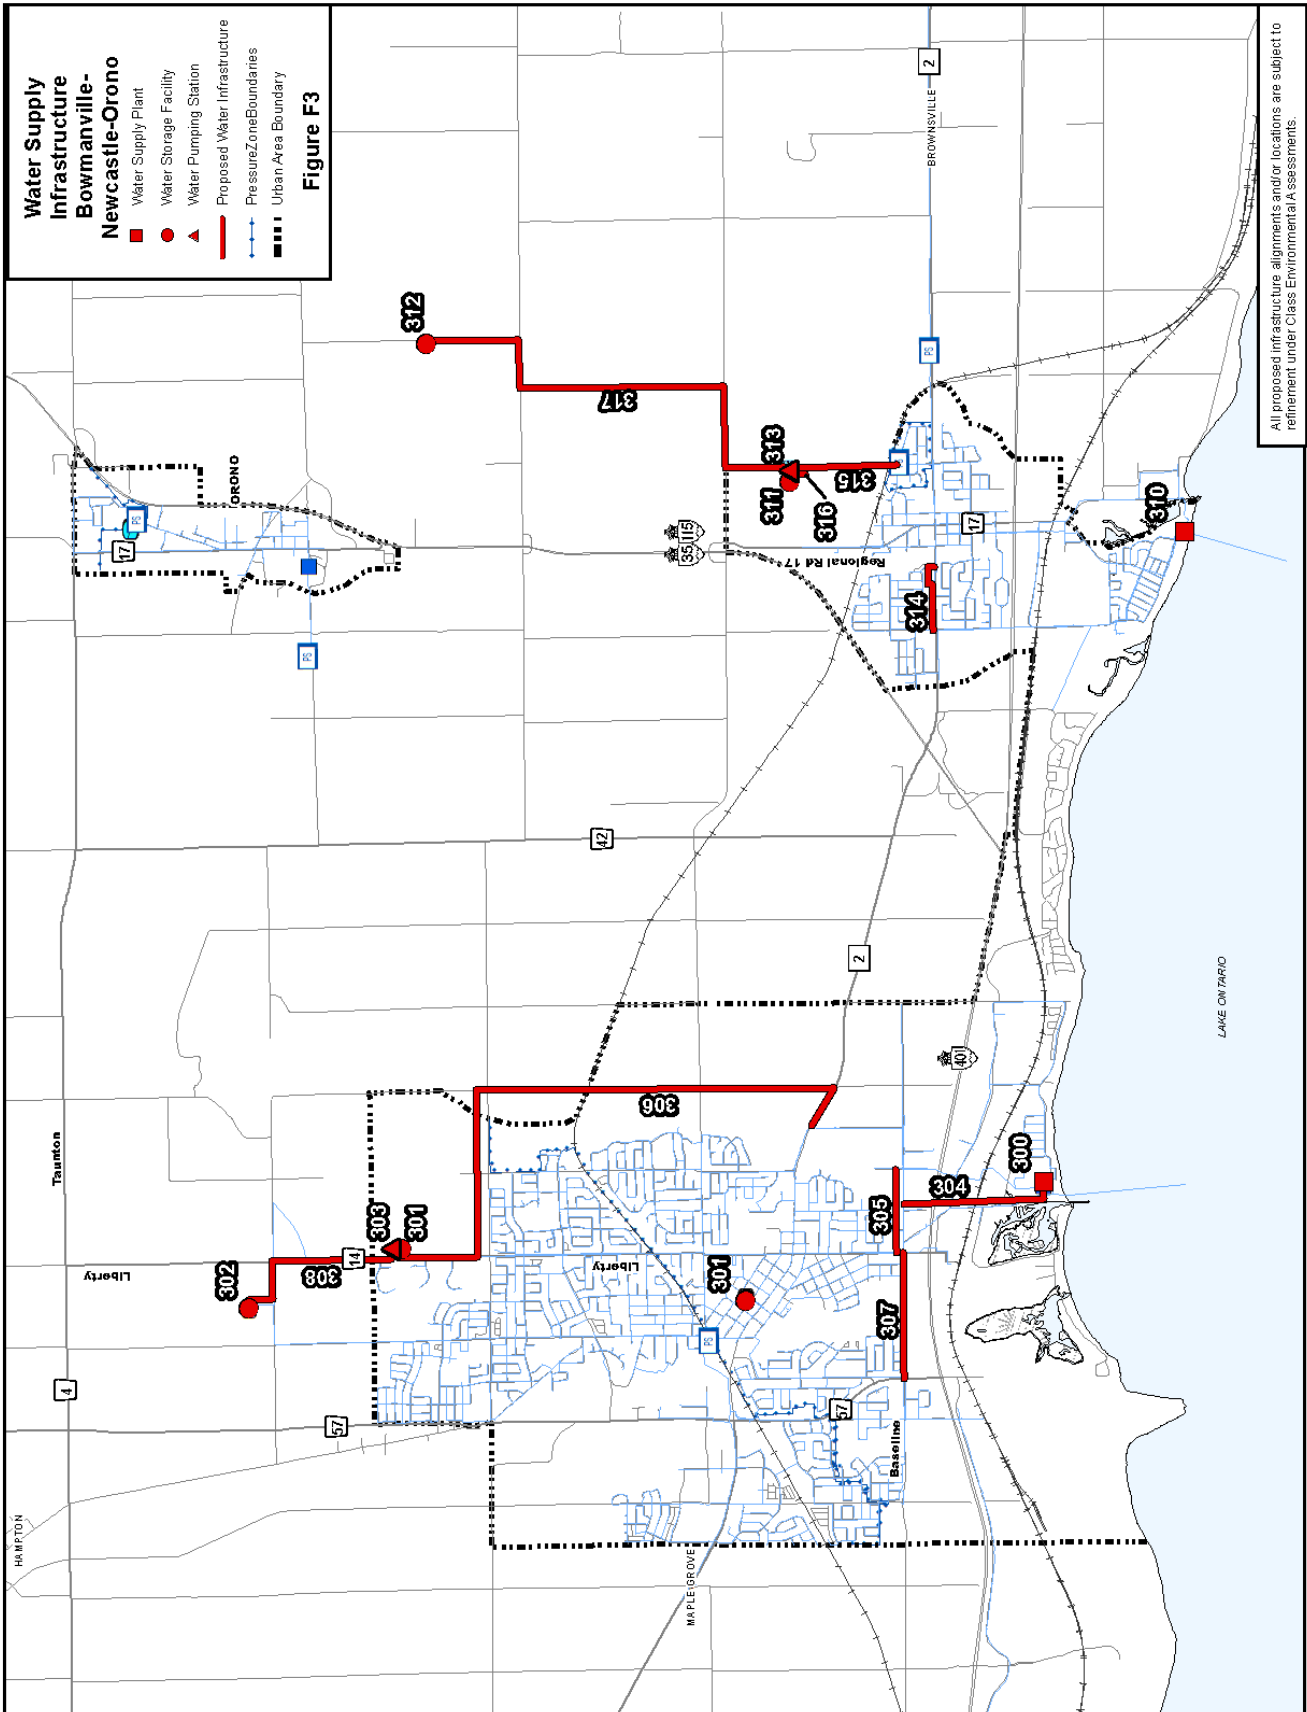 Water Supply
Infrastructure
Bowmanville-
Newcastle-Orono
Water Supply Plant
Water Storage Facility
Water Pumping Station
Proposed Water Infrastructure
PressureZoneBoundaries
Urban Area Boundary
Figure F3
HAMPTON
4
Taunton
57
Liberty
302
308
14
303
301
17
PS
ORONO
PS
312
317
42
35
115
Regional Rd 17
311
313
316
315
306
Liberty
301
PS
MAPLE GROVE
57
Baseline
307
305
304
300
2
401
314
17
PS
BROWNSVILLE
2
310
LAKE ONTARIO
All proposed infrastructure alignments and/or locations are subject to
refinement under Class Environmental Assessments.